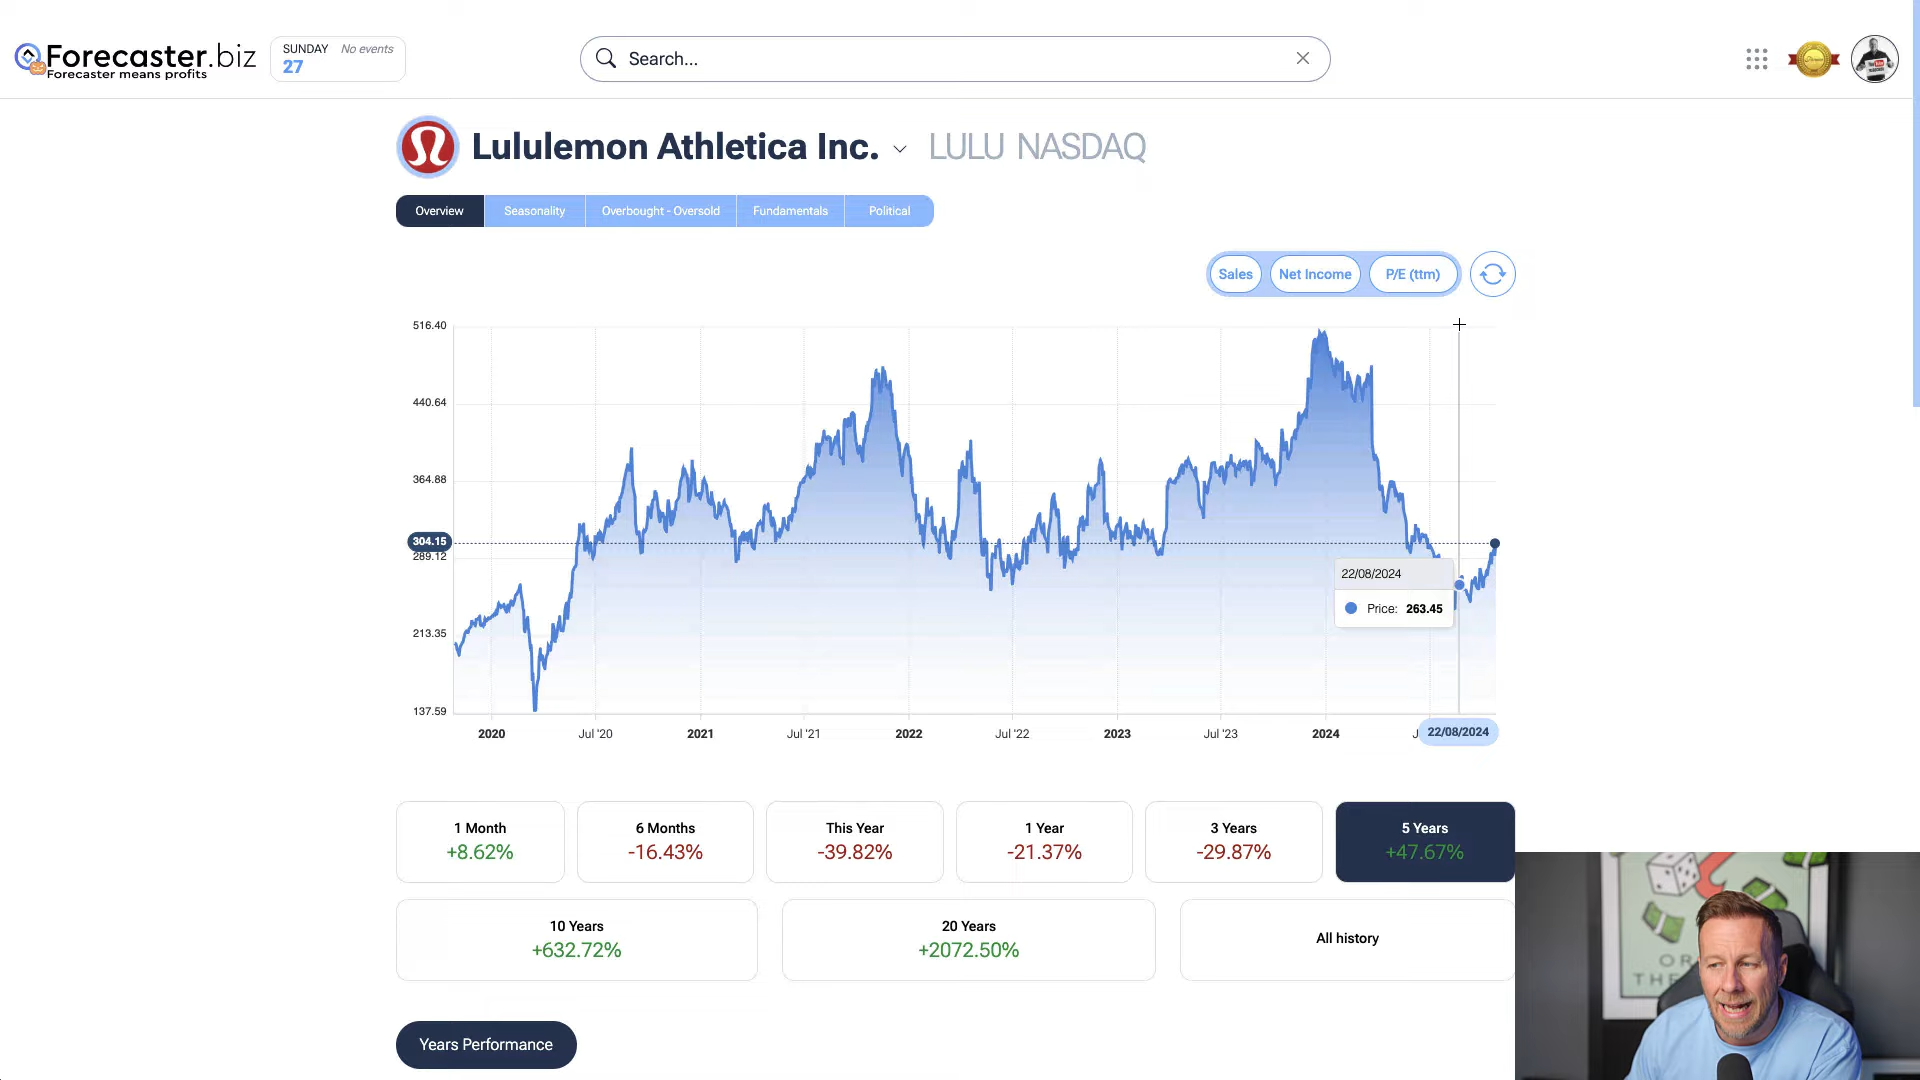 Forecaster.biz
Forecaster means profits
SUNDAY No events
27
Search...
Lululemon Athletica Inc. LULU NASDAQ
Overview Seasonality Overbought - Oversold Fundamentals Political
Sales Net Income P/E (ttm)
516.40
440.64
364.88
304.15
289.12
213.35
137.59
22/08/2024
Price: 263.45
2020 Jul '20 2021 Jul '21 2022 Jul '22 2023 Jul '23 2024 J 22/08/2024
1 Month 6 Months This Year 1 Year 3 Years 5 Years
+8.62% -16.43% -39.82% -21.37% -29.87% +47.67%
10 Years 20 Years All history
+632.72% +2072.50%
Years Performance
OR
THE